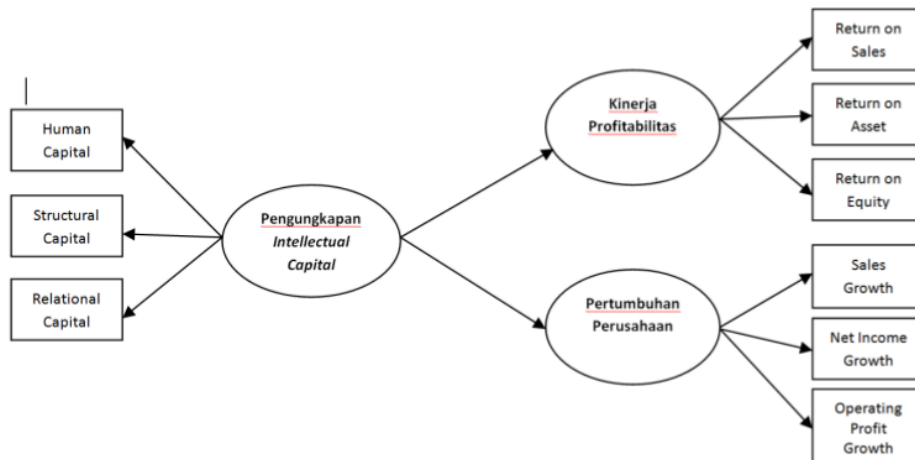 Human
Capital
Structural
Capital
Relational
Capital
Pengungkapan
Intellectual
Capital
Kinerja
Profitabilitas
Pertumbuhan
Perusahaan
Return on
Sales
Return on
Asset
Return on
Equity
Sales
Growth
Net Income
Growth
Operating
Profit
Growth